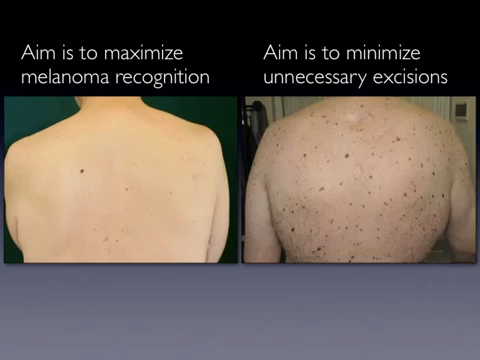 Aim is to maximize
melanoma recognition
Aim is to minimize
unnecessary excisions